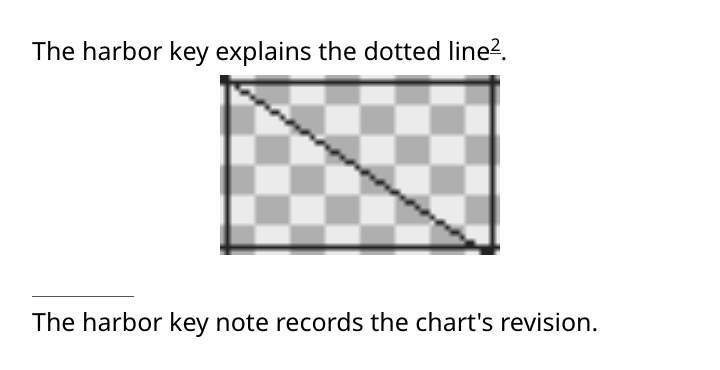 The harbor key explains the dotted line².
The harbor key note records the chart's revision.